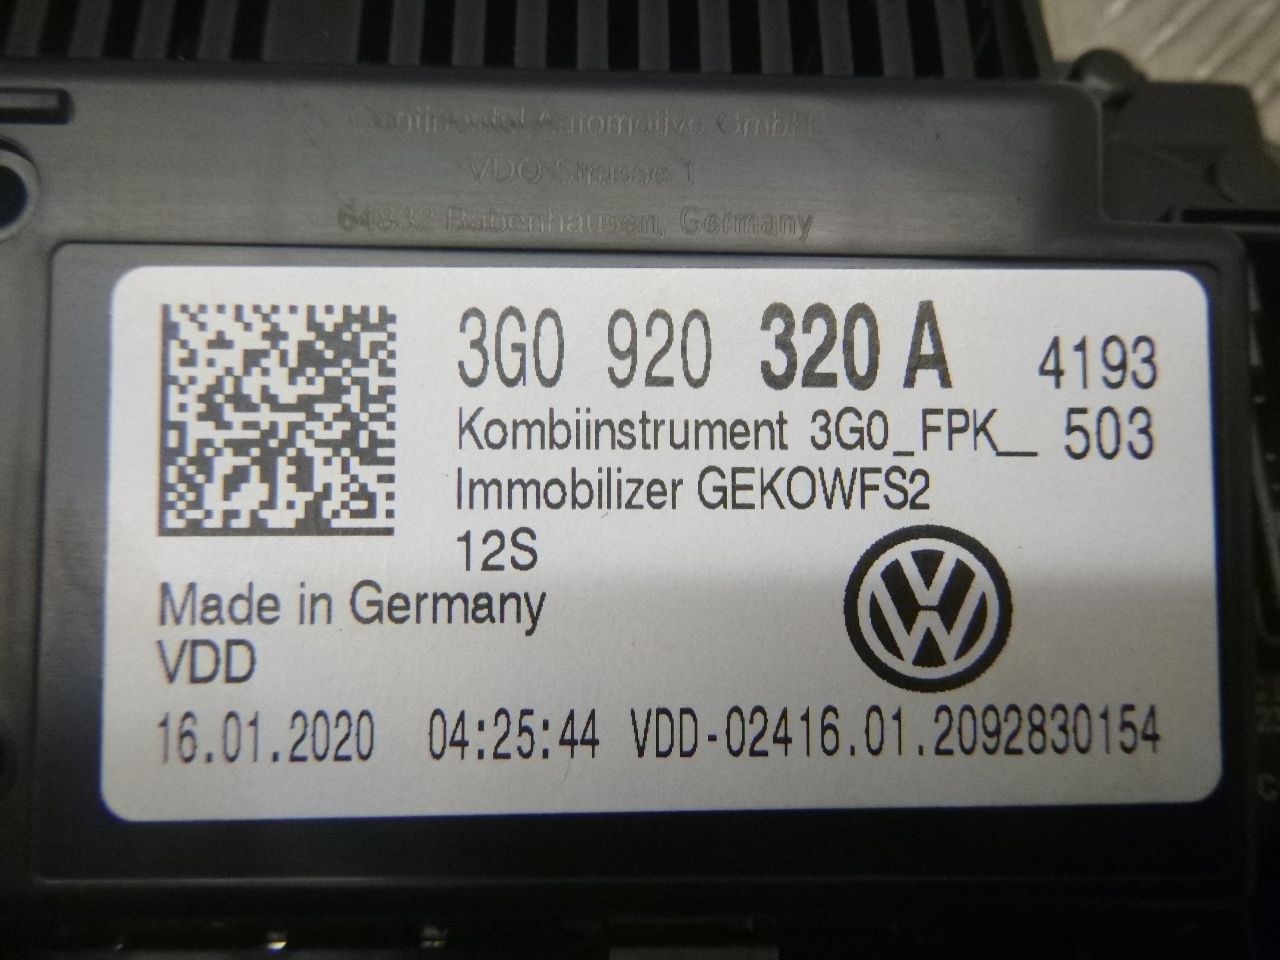 Continental Automotive GmbH
VDO-Strasse 1
64832 Babenhausen, Germany
3G0 920 320 A 4193
Kombiinstrument 3G0_FPK_ 503
Immobilizer GEKOWFS2
12S
Made in Germany
VDD
16.01.2020 04:25:44 VDD-02416.01.2092830154